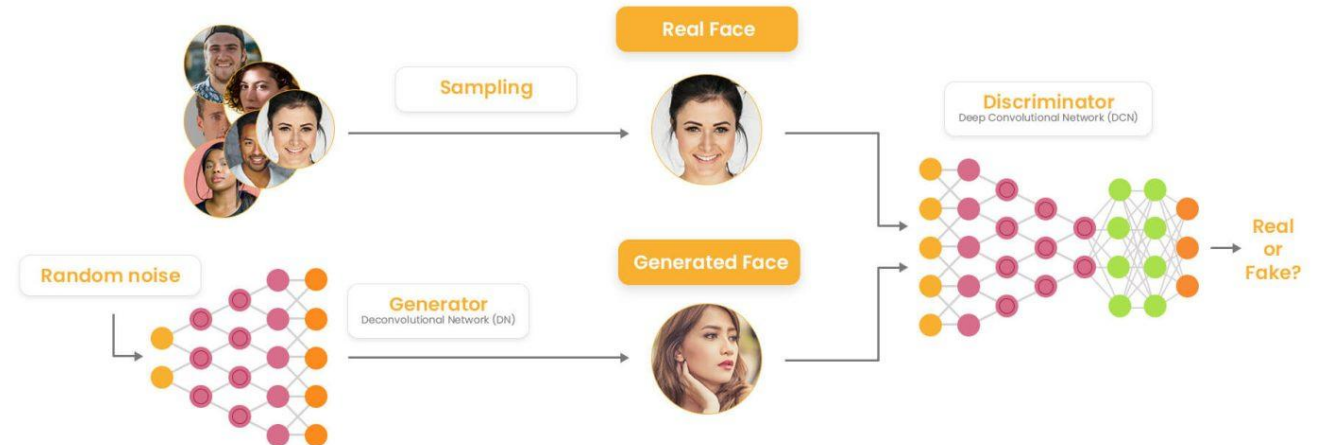 Real Face
Sampling
Discriminator
Deep Convolutional Network (DCN)
Real
or
Fake?
Random noise
Generator
Deconvolutional Network (DN)
Generated Face